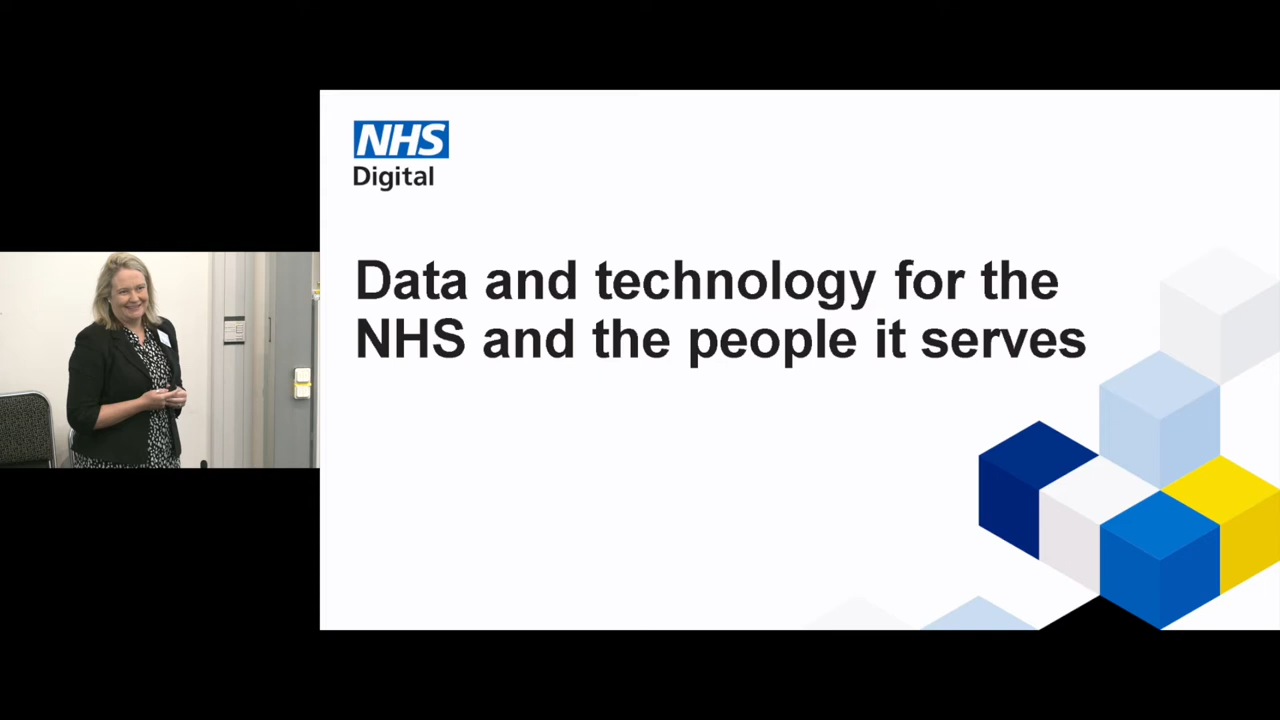 NHS
Digital
Data and technology for the
NHS and the people it serves